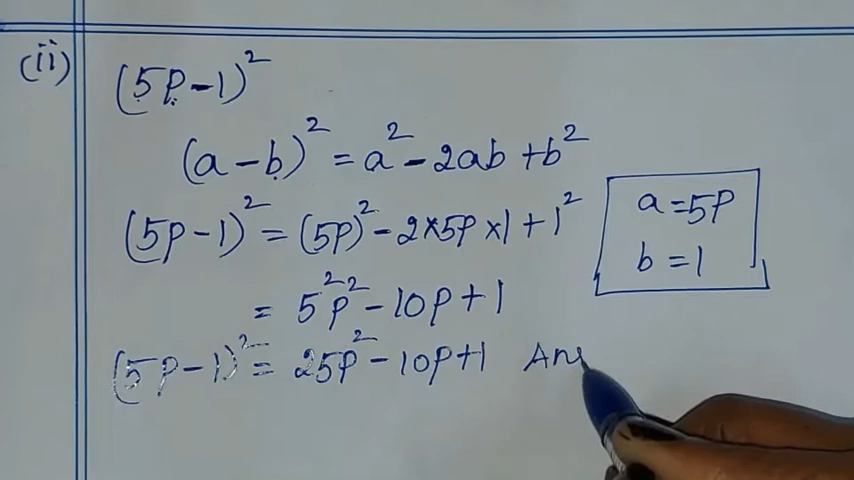 (ii) (5p-1)²
(a-b)² = a² - 2ab + b²
(5p-1)² = (5p)² - 2×5p×1 + 1²
a = 5p
b = 1
= 5²p² - 10p + 1
(5p-1)² = 25p² - 10p + 1 Ans